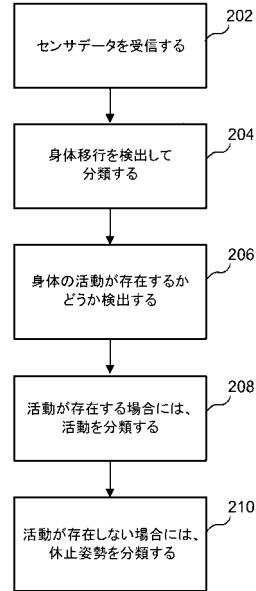 202
センサデータを受信する
204
身体移行を検出して
分類する
206
身体の活動が存在するか
どうか検出する
208
活動が存在する場合には、
活動を分類する
210
活動が存在しない場合には、
休止姿勢を分類する